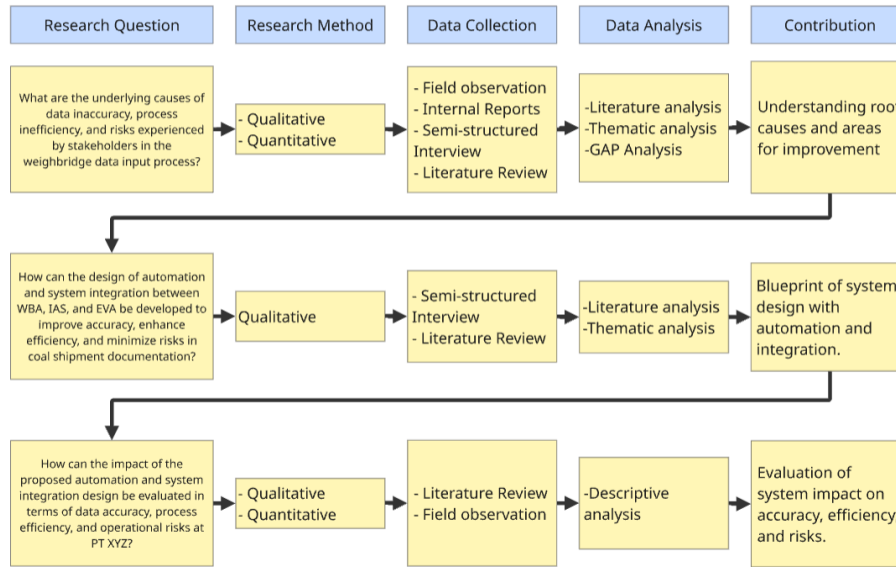 Research Question
Research Method
Data Collection
Data Analysis
Contribution
What are the underlying causes of
data inaccuracy, process
inefficiency, and risks experienced
by stakeholders in the
weighbridge data input process?
- Qualitative
- Quantitative
- Field observation
- Internal Reports
- Semi-structured
Interview
- Literature Review
-Literature analysis
-Thematic analysis
-GAP Analysis
Understanding root
causes and areas
for improvement
How can the design of automation
and system integration between
WBA, IAS, and EVA be developed to
improve accuracy, enhance
efficiency, and minimize risks in
coal shipment documentation?
Qualitative
- Semi-structured
Interview
- Literature Review
-Literature analysis
-Thematic analysis
Blueprint of system
design with
automation and
integration.
How can the impact of the
proposed automation and system
integration design be evaluated in
terms of data accuracy, process
efficiency, and operational risks at
PT XYZ?
- Qualitative
- Quantitative
- Literature Review
- Field observation
-Descriptive
analysis
Evaluation of
system impact on
accuracy, efficiency
and risks.